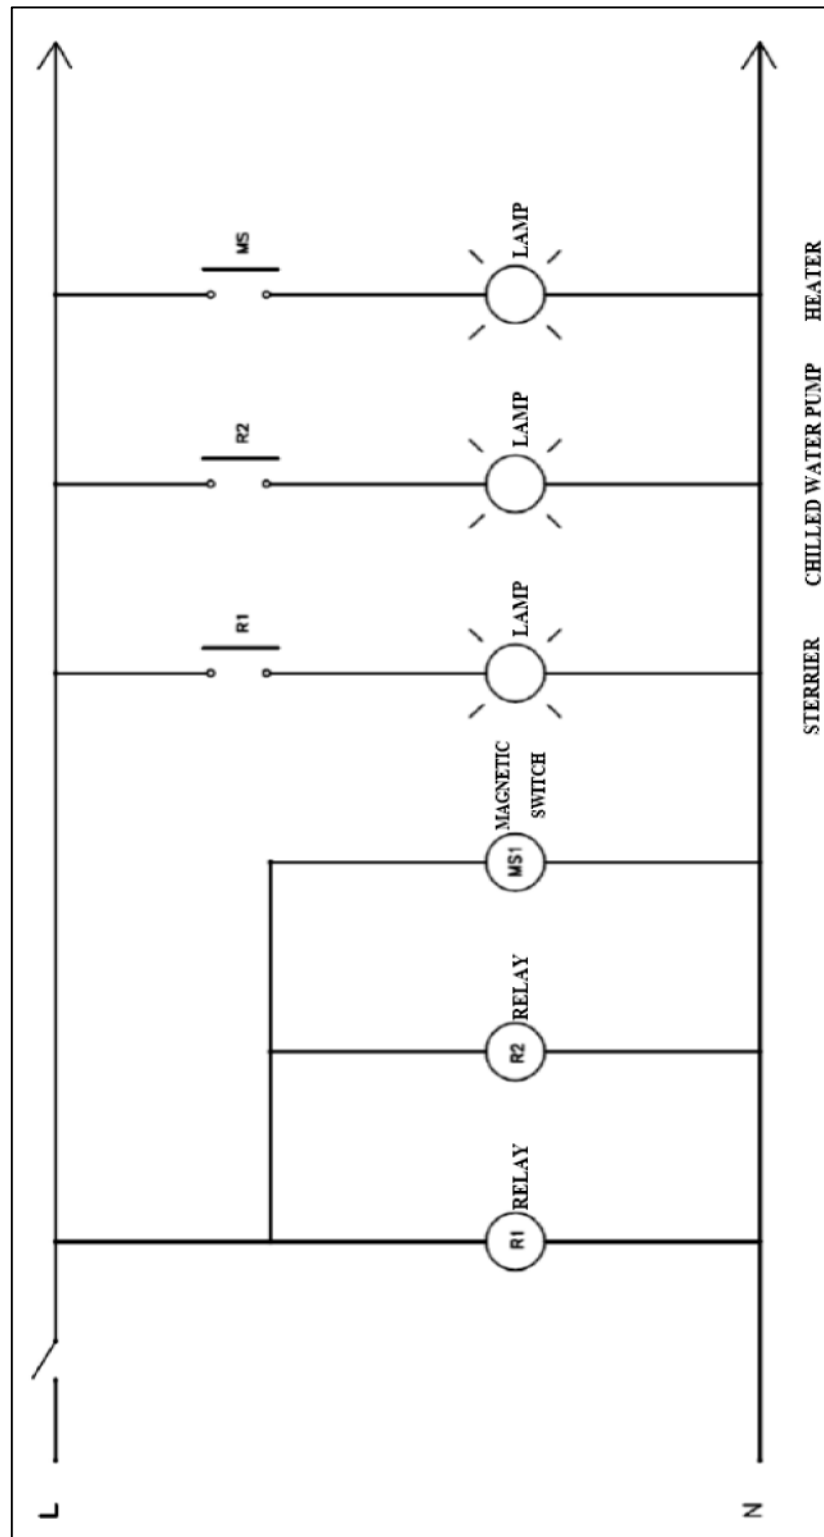 L
N
R1
RELAY
R2
RELAY
MS1
MAGNETIC
SWITCH
R1
LAMP
STERRIER
R2
LAMP
CHILLED WATER PUMP
MS
LAMP
HEATER